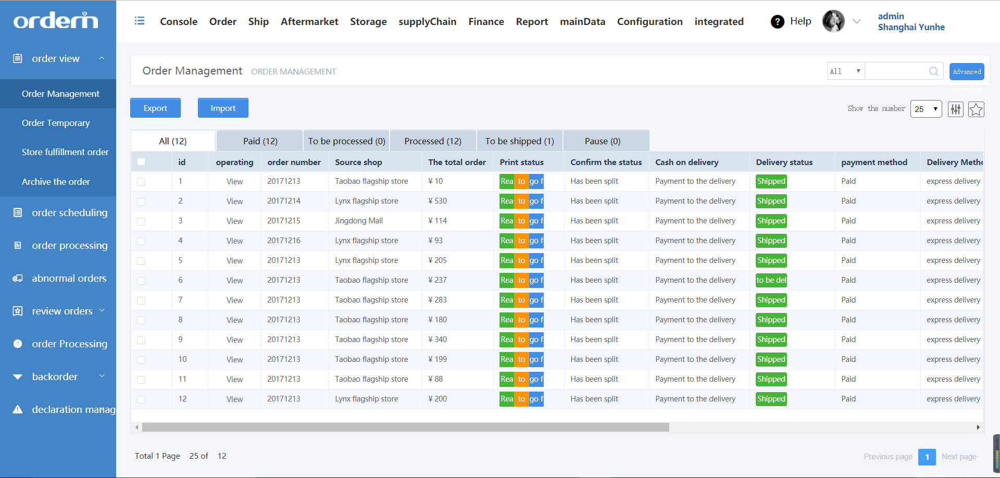 orderin
Console Order Ship Aftermarket Storage supplyChain Finance Report mainData Configuration integrated
? Help
admin
Shanghai Yunhe
order view
Order Management
Order Temporary
Store fulfillment order
Archive the order
order scheduling
order processing
abnormal orders
review orders
order Processing
backorder
declaration manag
Order Management ORDER MANAGEMENT
All
Advanced
Export Import
Show the number 25
All (12) Paid (12) To be processed (0) Processed (12) To be shipped (1) Pause (0)
id operating order number Source shop The total order Print status Confirm the status Cash on delivery Delivery status payment method Delivery Metho
1 View 20171213 Taobao flagship store ¥ 10 Rea to go f Has been split Payment to the delivery Shipped Paid express delivery
2 View 20171214 Lynx flagship store ¥ 530 Rea to go f Has been split Payment to the delivery Shipped Paid express delivery
3 View 20171215 Jingdong Mall ¥ 114 Rea to go f Has been split Payment to the delivery Shipped Paid express delivery
4 View 20171216 Lynx flagship store ¥ 93 Rea to go f Has been split Payment to the delivery Shipped Paid express delivery
5 View 20171213 Lynx flagship store ¥ 205 Rea to go f Has been split Payment to the delivery Shipped Paid express delivery
6 View 20171213 Taobao flagship store ¥ 237 Rea to go f Has been split Payment to the delivery to be del Paid express delivery
7 View 20171213 Taobao flagship store ¥ 283 Rea to go f Has been split Payment to the delivery Shipped Paid express delivery
8 View 20171213 Taobao flagship store ¥ 180 Rea to go f Has been split Payment to the delivery Shipped Paid express delivery
9 View 20171213 Taobao flagship store ¥ 340 Rea to go f Has been split Payment to the delivery Shipped Paid express delivery
10 View 20171213 Taobao flagship store ¥ 199 Rea to go f Has been split Payment to the delivery Shipped Paid express delivery
11 View 20171213 Taobao flagship store ¥ 88 Rea to go f Has been split Payment to the delivery Shipped Paid express delivery
12 View 20171213 Lynx flagship store ¥ 200 Rea to go f Has been split Payment to the delivery Shipped Paid express delivery
Total 1 Page 25 of 12
Previous page 1 Next page